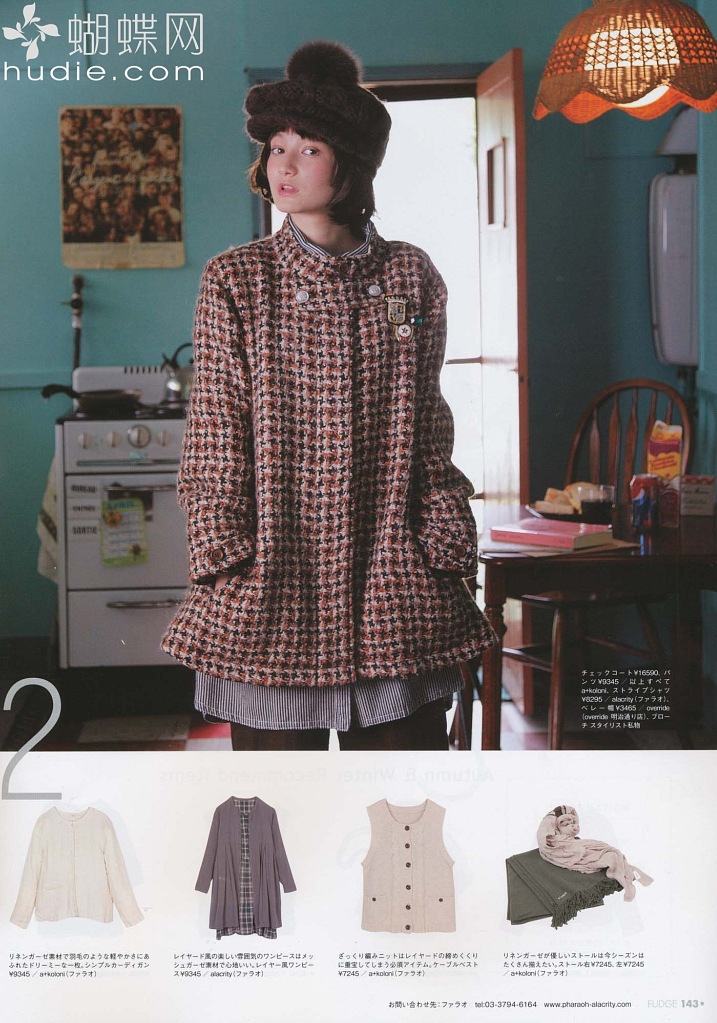 蝴蝶网
hudie.com
BUREAU
ENTRÉE
SORTIE
チェックコート¥16590、パ
ンツ¥9345／以上すべて
a+koloni、ストライプシャツ
¥8295／alacrity(ファラオ)、
ベレー帽¥3465／override
(override 明治通り店)、ブロー
チ スタイリスト私物
2
リネンガーゼ素材で羽毛のような軽やかさにあ
ふれたドリーミーな一枚。シンプルカーディガン
¥9345／a+koloni(ファラオ)
レイヤード風の楽しい雰囲気のワンピースはメッ
シュガーゼ素材で心地いい。レイヤー風ワンピー
ス¥9345／alacrity(ファラオ)
ざっくり編みニットはレイヤードの締めくくり
に重宝してしまう必須アイテム。ケーブルベスト
¥7245／a+koloni(ファラオ)
リネンガーゼが優しいストールは今シーズンは
たくさん揃えたい。ストール右¥7245、左¥7245
／a+koloni(ファラオ)
お問い合わせ先：ファラオ tel:03-3794-6164 www.pharaoh-alacrity.com
FUDGE 143